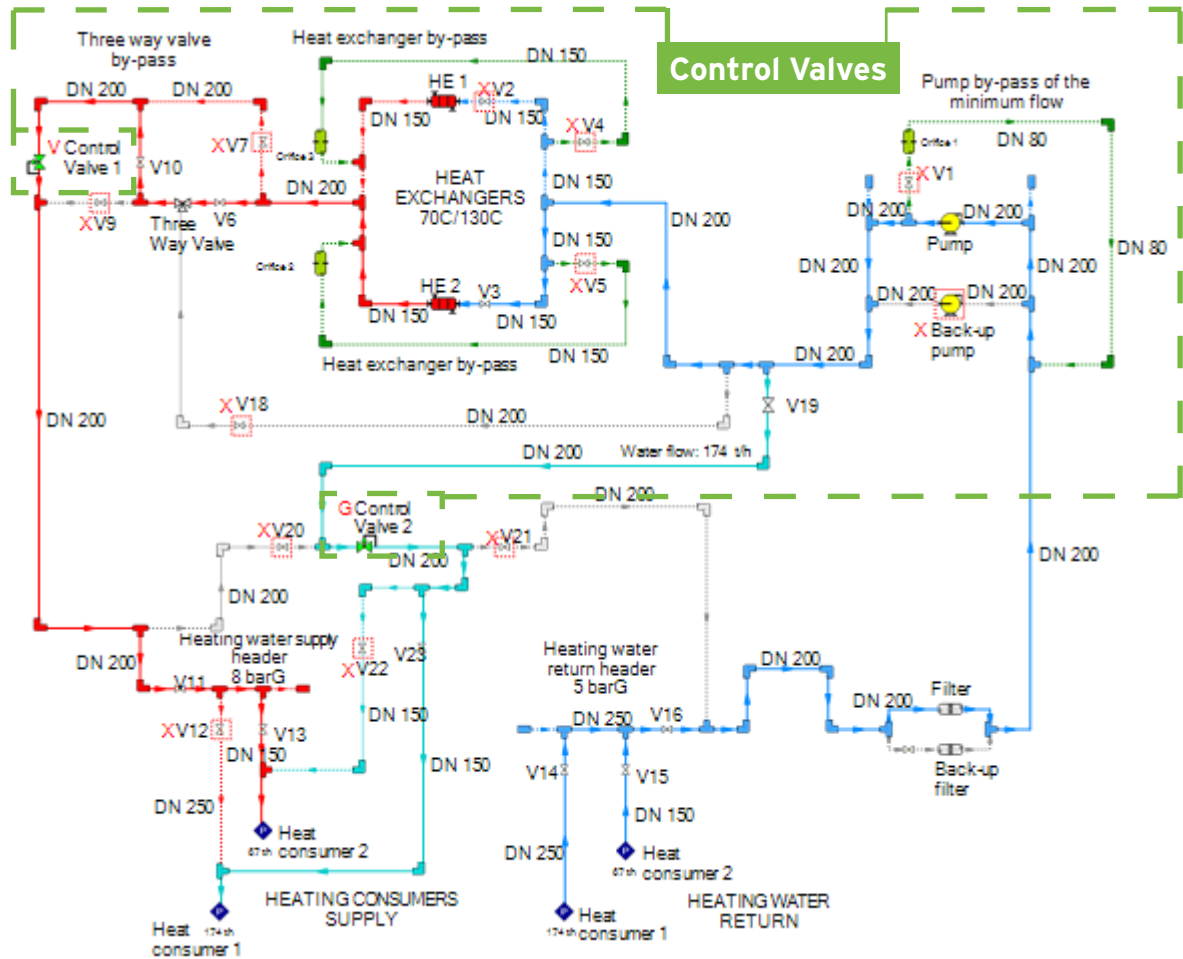 Control Valves
Three way valve
by-pass
DN 200
DN 200
V Control
Valve 1
V10
XV7
XV9
V6
Three
Way Valve
DN 200
Heat exchanger by-pass
DN 150
HE 1
XV2
DN 150
DN 150
XV4
Orifice 3
HEAT
EXCHANGERS
70C/130C
DN 150
DN 150
Orifice 2
HE 2
V3
XV5
DN 150
DN 150
DN 150
Heat exchanger by-pass
DN 200
Pump by-pass of the
minimum flow
Orifice 1
DN 80
XV1
DN 200
DN 200
Pump
DN 80
DN 200
DN 200
DN 200
DN 200
X Back-up
pump
DN 200
XV18
DN 200
V19
DN 200
DN 200
Water flow: 174 t/h
DN 200
G Control
Valve 2
XV20
XV21
DN 200
DN 200
DN 200
DN 200
Heating water supply
header
8 barG
V11
XV22
V23
XV12
V13
DN 150
DN 150
DN 150
DN 250
Heat
consumer 2
67 t/h
HEATING CONSUMERS
SUPPLY
Heat
consumer 1
174 t/h
Heating water
return header
5 barG
DN 250
V16
V14
V15
DN 150
DN 250
Heat
consumer 2
67 t/h
HEATING WATER
RETURN
Heat
consumer 1
174 t/h
DN 200
DN 200
Filter
Back-up
filter